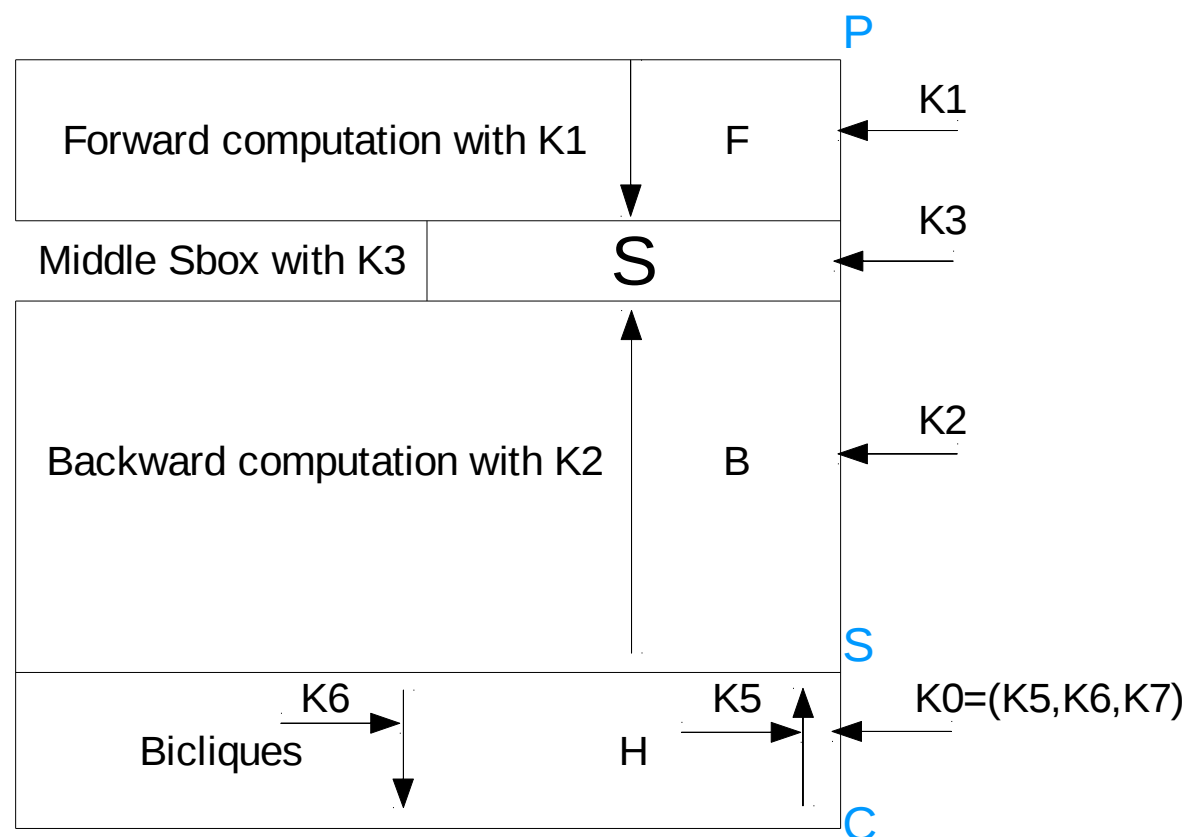 P
K1
Forward computation with K1
F
K3
Middle Sbox with K3
S
K2
Backward computation with K2
B
S
K6
K5
K0=(K5,K6,K7)
Bicliques
H
C